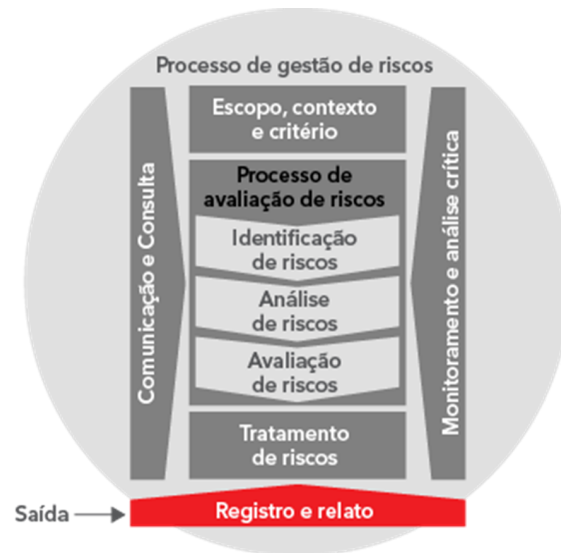 Processo de gestão de riscos
Escopo, contexto
e critério
Comunicação e Consulta
Processo de
avaliação de riscos
Identificação
de riscos
Análise
de riscos
Avaliação
de riscos
Monitoramento e análise crítica
Tratamento
de riscos
Saída
Registro e relato